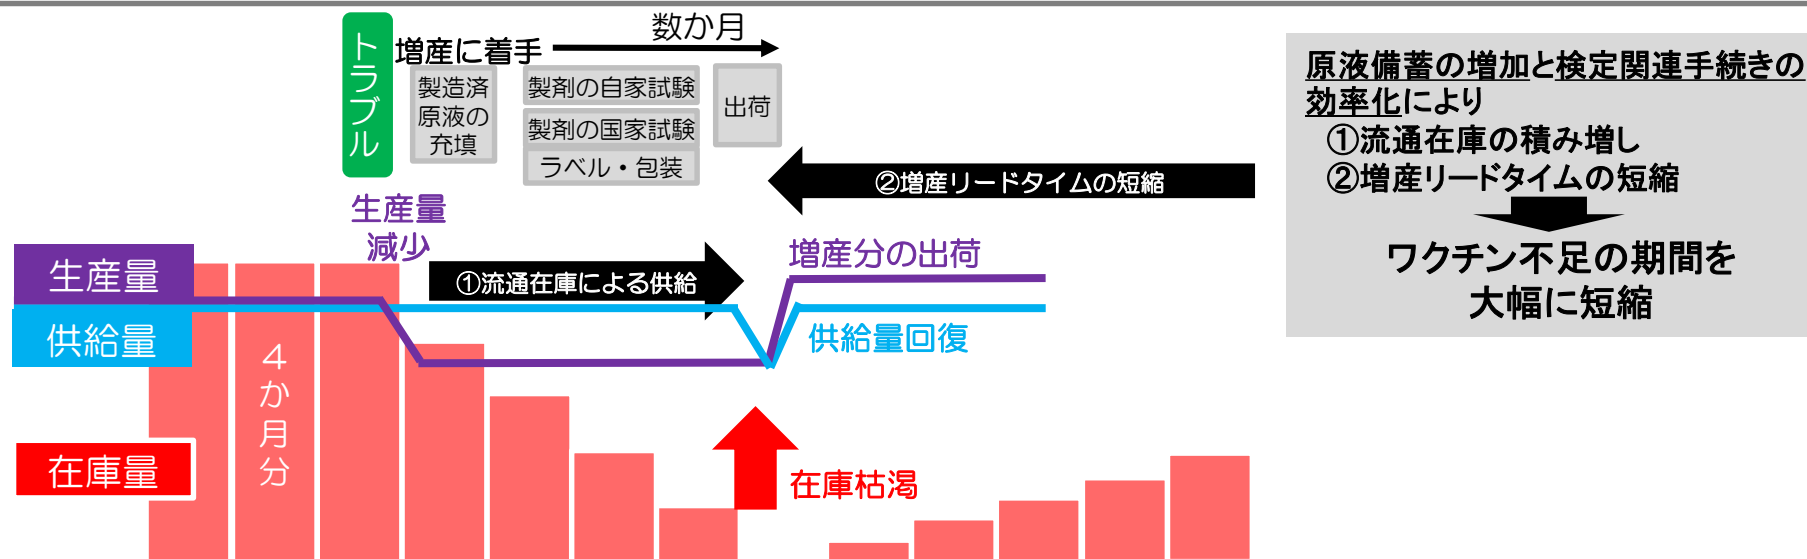 トラブル
増産に着手
数か月
製造済
原液の
充填
製剤の自家試験
製剤の国家試験
ラベル・包装
出荷
②増産リードタイムの短縮
生産量
減少
①流通在庫による供給
増産分の出荷
生産量
供給量
供給量回復
4か月分
在庫量
在庫枯渇
原液備蓄の増加と検定関連手続きの
効率化により
①流通在庫の積み増し
②増産リードタイムの短縮
ワクチン不足の期間を
大幅に短縮